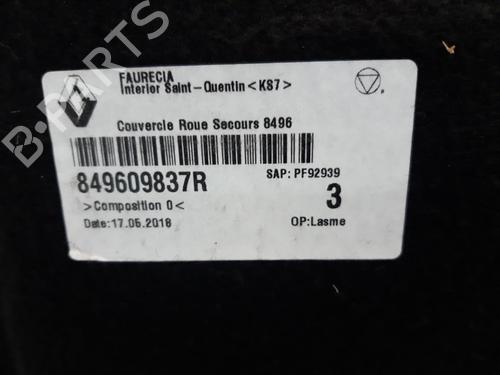 FAURECIA
Interior Saint-Quentin <K87>
Couvercle Roue Secours 8496
849609837R
SAP: PF92939
>Composition 0<
3
Date:17.05.2018
OP:Lasme
B-PARTS